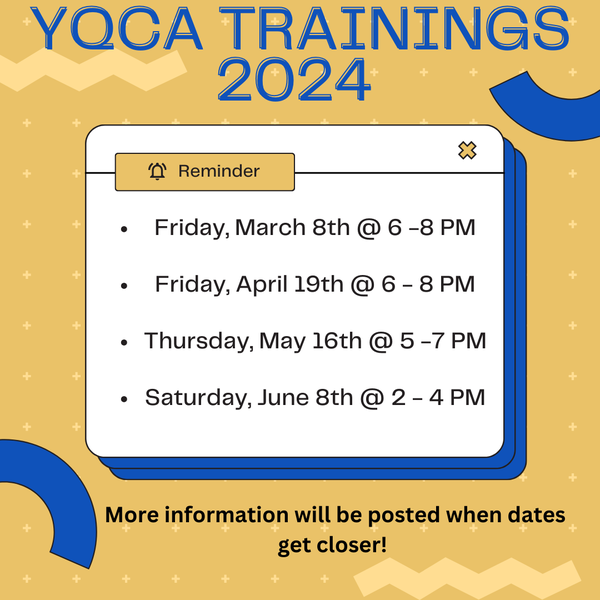 YQCA TRAININGS
2024
Reminder
• Friday, March 8th @ 6 -8 PM
• Friday, April 19th @ 6 - 8 PM
• Thursday, May 16th @ 5 -7 PM
• Saturday, June 8th @ 2 - 4 PM
More information will be posted when dates
get closer!